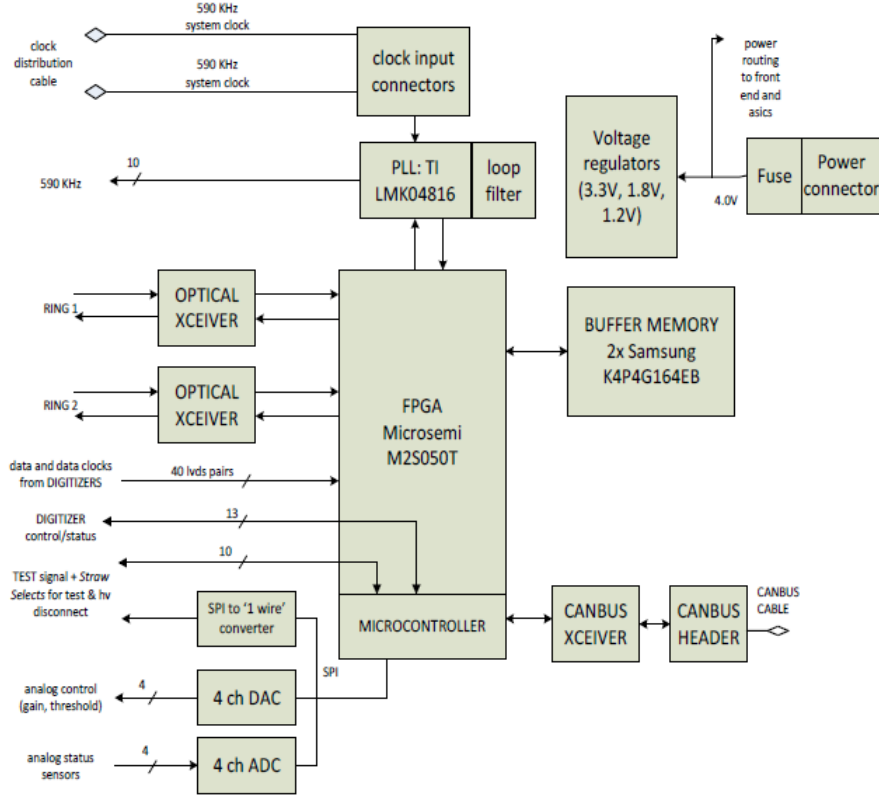 590 KHz
system clock
clock
distribution
cable
590 KHz
system clock
clock input
connectors
power
routing
to front
end and
asics
Voltage
regulators
(3.3V, 1.8V,
1.2V)
4.0V
Fuse
Power
connector
PLL: TI
LMK04816
loop
filter
10
590 KHz
RING 1
OPTICAL
XCEIVER
RING 2
OPTICAL
XCEIVER
FPGA
Microsemi
M2S050T
BUFFER MEMORY
2x Samsung
K4P4G164EB
data and data clocks
from DIGITIZERS
40 lvds pairs
DIGITIZER
control/status
13
10
TEST signal + Straw
Selects for test & hv
disconnect
SPI to '1 wire'
converter
MICROCONTROLLER
CANBUS
XCEIVER
CANBUS
HEADER
CANBUS
CABLE
SPI
analog control
(gain, threshold)
4
4 ch DAC
analog status
sensors
4
4 ch ADC